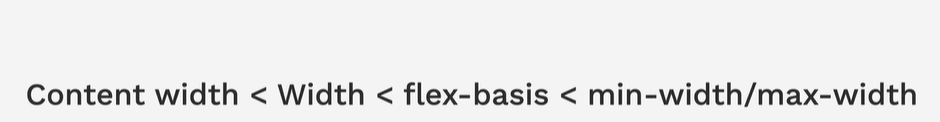 Content width < Width < flex-basis < min-width/max-width